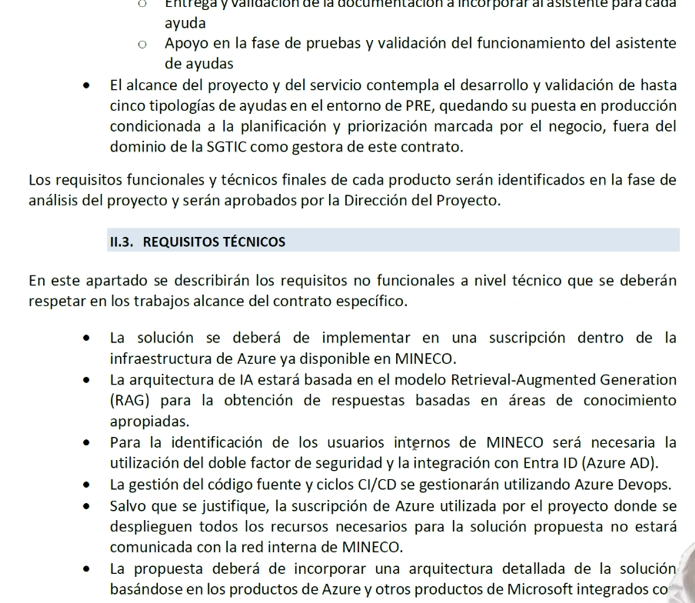 ○ Entrega y validación de la documentación a incorporar al asistente para cada
ayuda
○ Apoyo en la fase de pruebas y validación del funcionamiento del asistente
de ayudas
• El alcance del proyecto y del servicio contempla el desarrollo y validación de hasta
cinco tipologías de ayudas en el entorno de PRE, quedando su puesta en producción
condicionada a la planificación y priorización marcada por el negocio, fuera del
dominio de la SGTIC como gestora de este contrato.
Los requisitos funcionales y técnicos finales de cada producto serán identificados en la fase de
análisis del proyecto y serán aprobados por la Dirección del Proyecto.
II.3. REQUISITOS TÉCNICOS
En este apartado se describirán los requisitos no funcionales a nivel técnico que se deberán
respetar en los trabajos alcance del contrato específico.
• La solución se deberá de implementar en una suscripción dentro de la
infraestructura de Azure ya disponible en MINECO.
• La arquitectura de IA estará basada en el modelo Retrieval-Augmented Generation
(RAG) para la obtención de respuestas basadas en áreas de conocimiento
apropiadas.
• Para la identificación de los usuarios internos de MINECO será necesaria la
utilización del doble factor de seguridad y la integración con Entra ID (Azure AD).
• La gestión del código fuente y ciclos CI/CD se gestionarán utilizando Azure Devops.
• Salvo que se justifique, la suscripción de Azure utilizada por el proyecto donde se
desplieguen todos los recursos necesarios para la solución propuesta no estará
comunicada con la red interna de MINECO.
• La propuesta deberá de incorporar una arquitectura detallada de la solución
basándose en los productos de Azure y otros productos de Microsoft integrados co